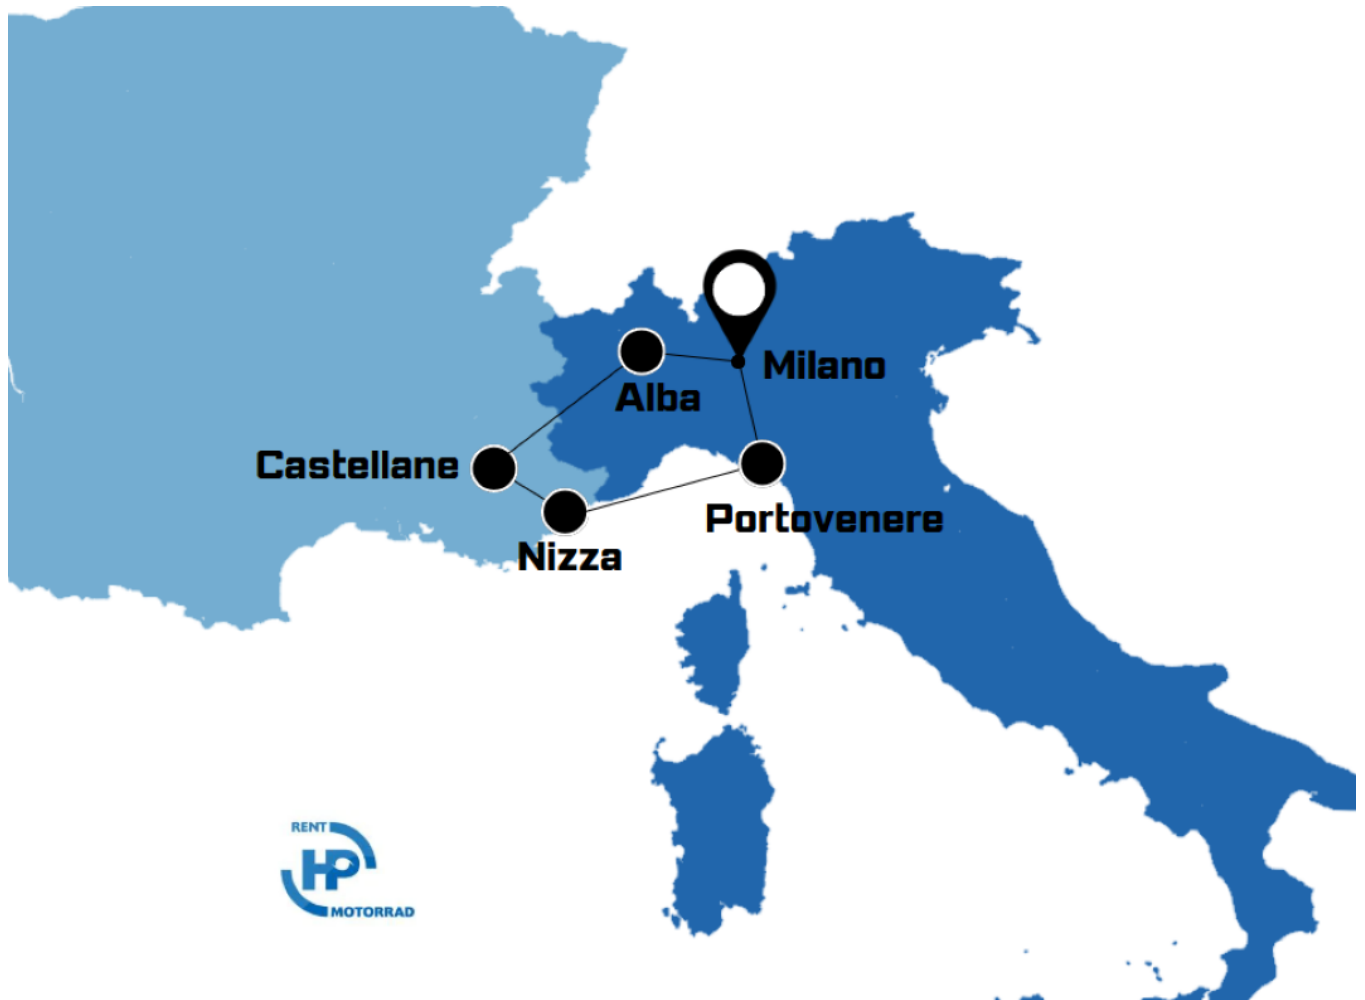 Milano
Alba
Castellane
Portovenere
Nizza
RENT
HP
MOTORRAD